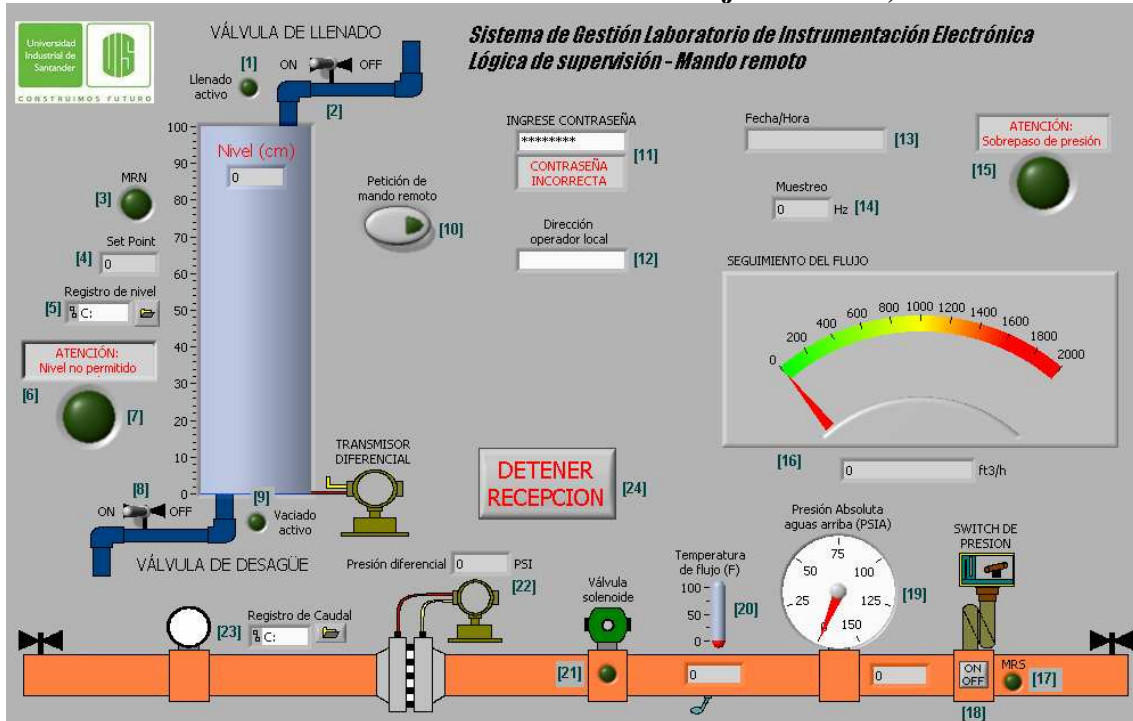 Universidad
Industrial de
Santander
UIS
CONSTRUIMOS FUTURO
VÁLVULA DE LLENADO
[1]
ON OFF
Llenado
activo
[2]
Sistema de Gestión Laboratorio de Instrumentación Electrónica
Lógica de supervisión - Mando remoto
100
90
80
70
60
50
40
30
20
10
0
Nivel (cm)
0
MRN
[3]
Set Point
[4] 0
Registro de nivel
[5] C:
ATENCIÓN:
Nivel no permitido
[6]
[7]
Petición de
mando remoto
[10]
INGRESE CONTRASEÑA
********
[11]
CONTRASEÑA
INCORRECTA
Dirección
operador local
[12]
Fecha/Hora
[13]
Muestreo
0 Hz [14]
ATENCIÓN:
Sobrepaso de presión
[15]
SEGUIMIENTO DEL FLUJO
0 200 400 600 800 1000 1200 1400 1600 1800 2000
[16]
0 ft3/h
[8]
ON OFF
[9]
Vaciado
activo
TRANSMISOR
DIFERENCIAL
DETENER
RECEPCION
[24]
VÁLVULA DE DESAGÜE
Presión diferencial 0 PSI
[22]
Registro de Caudal
[23] C:
Válvula
solenoide
[21]
Temperatura
de flujo (F)
100
50
0
[20]
0
Presión Absoluta
aguas arriba (PSIA)
0 25 50 75 100 125 150
[19]
0
SWITCH DE
PRESION
ON
OFF
[18]
MRS
[17]